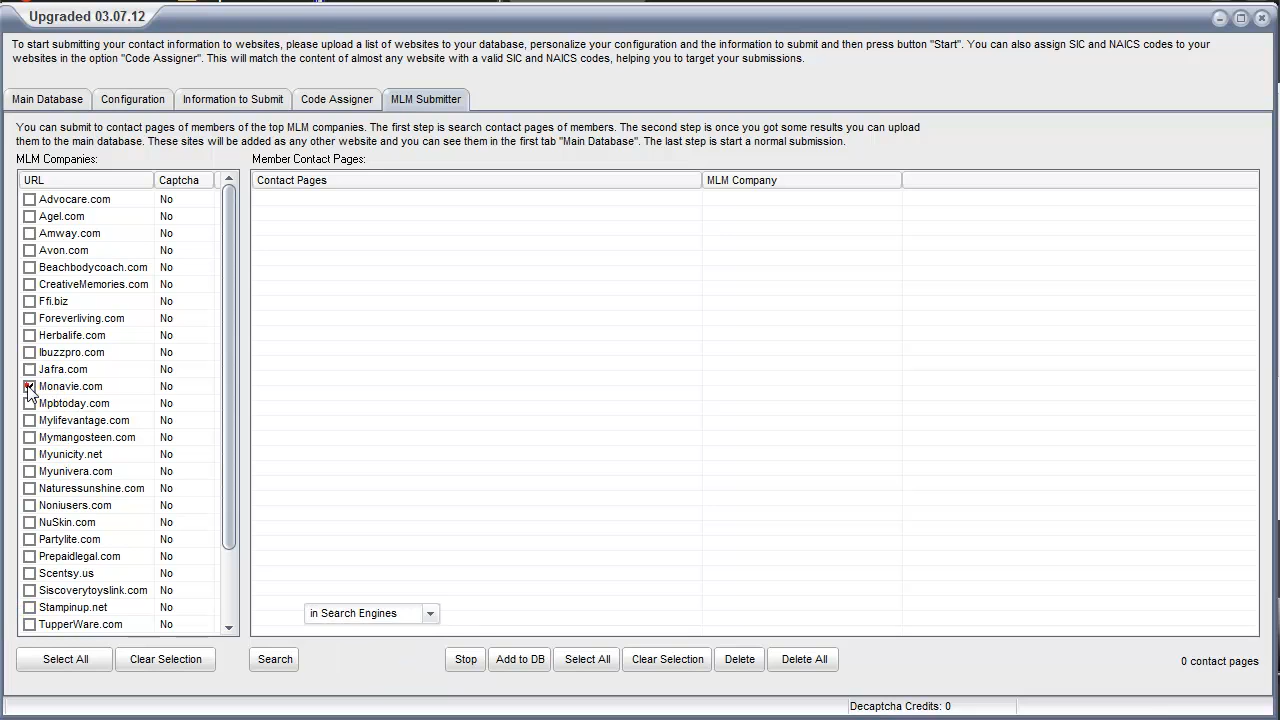 Upgraded 03.07.12
To start submitting your contact information to websites, please upload a list of websites to your database, personalize your configuration and the information to submit and then press button "Start". You can also assign SIC and NAICS codes to your
websites in the option "Code Assigner". This will match the content of almost any website with a valid SIC and NAICS codes, helping you to target your submissions.
Main Database Configuration Information to Submit Code Assigner MLM Submitter
You can submit to contact pages of members of the top MLM companies. The first step is search contact pages of members. The second step is once you got some results you can upload
them to the main database. These sites will be added as any other website and you can see them in the first tab "Main Database". The last step is start a normal submission.
MLM Companies: Member Contact Pages:
URL Captcha Contact Pages MLM Company
Advocare.com No
Agel.com No
Amway.com No
Avon.com No
Beachbodycoach.com No
CreativeMemories.com No
Ffi.biz No
Foreverliving.com No
Herbalife.com No
Ibuzzpro.com No
Jafra.com No
Monavie.com No
Mpbtoday.com No
Mylifevantage.com No
Mymangosteen.com No
Myunicity.net No
Myunivera.com No
Naturessunshine.com No
Noniusers.com No
NuSkin.com No
Partylite.com No
Prepaidlegal.com No
Scentsy.us No
Siscoverytoyslink.com No
Stampinup.net No
in Search Engines
TupperWare.com No
Select All Clear Selection Search Stop Add to DB Select All Clear Selection Delete Delete All 0 contact pages
Decaptcha Credits: 0